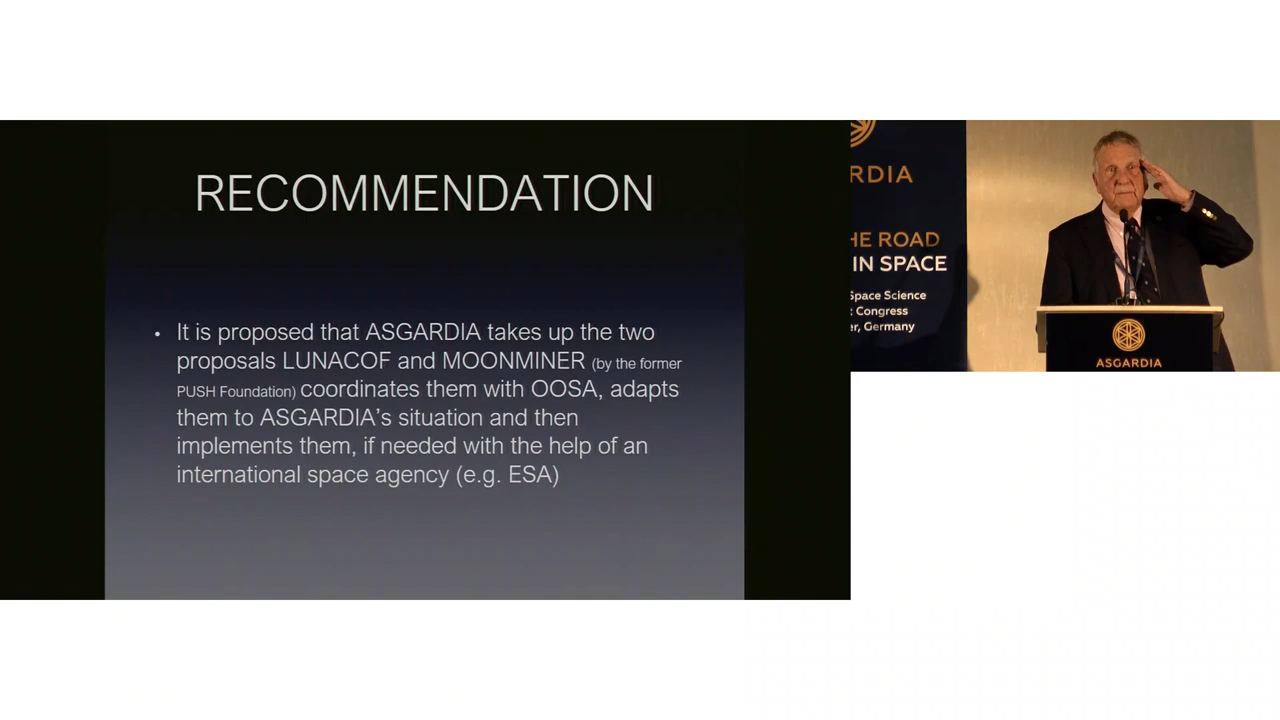 RECOMMENDATION
• It is proposed that ASGARDIA takes up the two
proposals LUNACOF and MOONMINER (by the former
PUSH Foundation) coordinates them with OOSA, adapts
them to ASGARDIA's situation and then
implements them, if needed with the help of an
international space agency (e.g. ESA)
RDIA
HE ROAD
IN SPACE
Space Science
t Congress
er, Germany
ASGARDIA